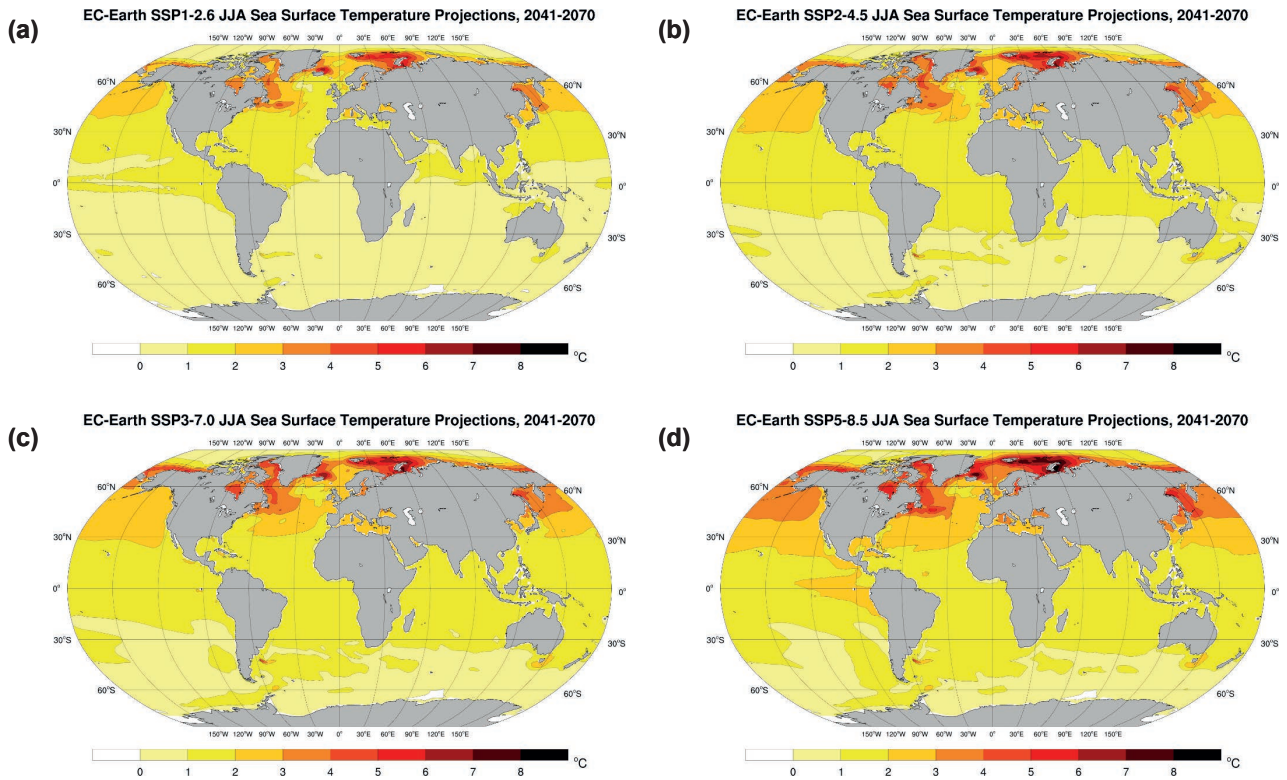 EC-Earth SSP1-2.6 JJA Sea Surface Temperature Projections, 2041-2070
(a)
150°W 120°W 90°W 60°W 30°W 0° 30°E 60°E 90°E 120°E 150°E
60°N
30°N 30°N
0° 0°
30°S 30°S
60°S 60°S
150°W 120°W 90°W 60°W 30°W 0° 30°E 60°E 90°E 120°E 150°E
°C
0 1 2 3 4 5 6 7 8
EC-Earth SSP2-4.5 JJA Sea Surface Temperature Projections, 2041-2070
(b)
150°W 120°W 90°W 60°W 30°W 0° 30°E 60°E 90°E 120°E 150°E
60°N
30°N 30°N
0° 0°
30°S 30°S
60°S 60°S
150°W 120°W 90°W 60°W 30°W 0° 30°E 60°E 90°E 120°E 150°E
°C
0 1 2 3 4 5 6 7 8
EC-Earth SSP3-7.0 JJA Sea Surface Temperature Projections, 2041-2070
(c)
150°W 120°W 90°W 60°W 30°W 0° 30°E 60°E 90°E 120°E 150°E
60°N 60°N
30°N 30°N
0° 0°
30°S 30°S
60°S 60°S
150°W 120°W 90°W 60°W 30°W 0° 30°E 60°E 90°E 120°E 150°E
°C
0 1 2 3 4 5 6 7 8
EC-Earth SSP5-8.5 JJA Sea Surface Temperature Projections, 2041-2070
(d)
150°W 120°W 90°W 60°W 30°W 0° 30°E 60°E 90°E 120°E 150°E
60°N 60°N
30°N 30°N
0° 0°
30°S 30°S
60°S 60°S
150°W 120°W 90°W 60°W 30°W 0° 30°E 60°E 90°E 120°E 150°E
°C
0 1 2 3 4 5 6 7 8